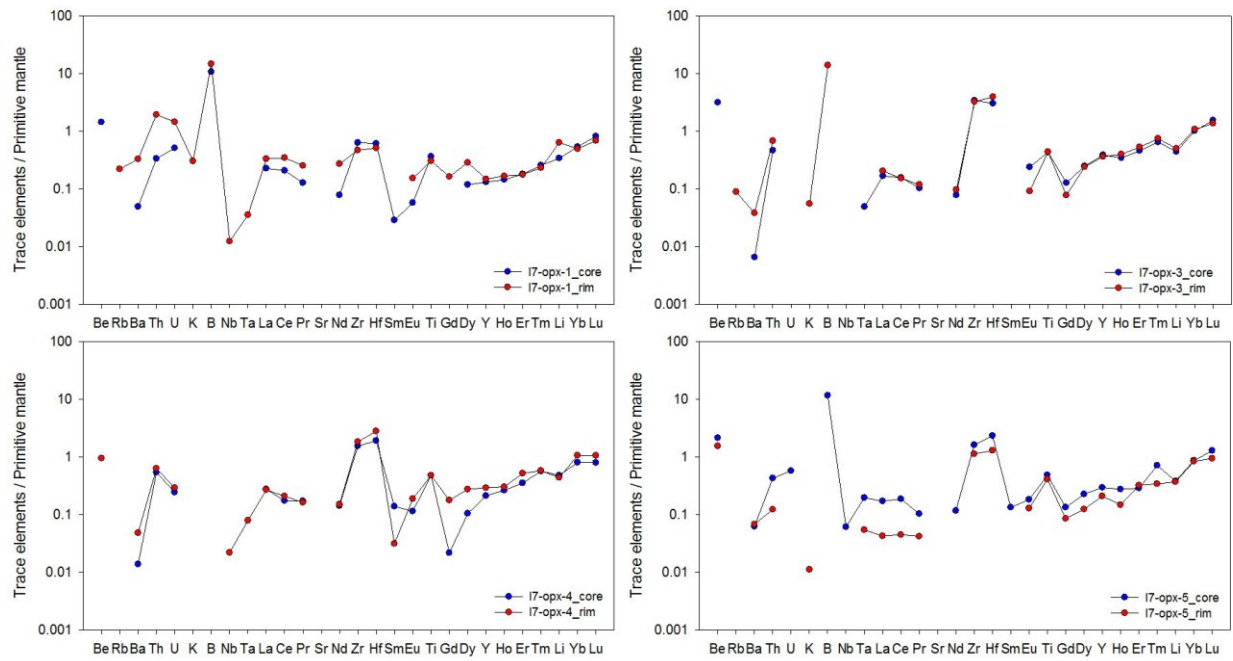 100
10
1
0.1
0.01
0.001
Trace elements / Primitive mantle
I7-opx-1_core
I7-opx-1_rim
Be Rb Ba Th U K B Nb Ta La Ce Pr Sr Nd Zr Hf Sm Eu Ti Gd Dy Y Ho Er Tm Li Yb Lu
100
10
1
0.1
0.01
0.001
Trace elements / Primitive mantle
I7-opx-3_core
I7-opx-3_rim
Be Rb Ba Th U K B Nb Ta La Ce Pr Sr Nd Zr Hf Sm Eu Ti Gd Dy Y Ho Er Tm Li Yb Lu
100
10
1
0.1
0.01
0.001
Trace elements / Primitive mantle
I7-opx-4_core
I7-opx-4_rim
Be Rb Ba Th U K B Nb Ta La Ce Pr Sr Nd Zr Hf Sm Eu Ti Gd Dy Y Ho Er Tm Li Yb Lu
100
10
1
0.1
0.01
0.001
Trace elements / Primitive mantle
I7-opx-5_core
I7-opx-5_rim
Be Rb Ba Th U K B Nb Ta La Ce Pr Sr Nd Zr Hf Sm Eu Ti Gd Dy Y Ho Er Tm Li Yb Lu